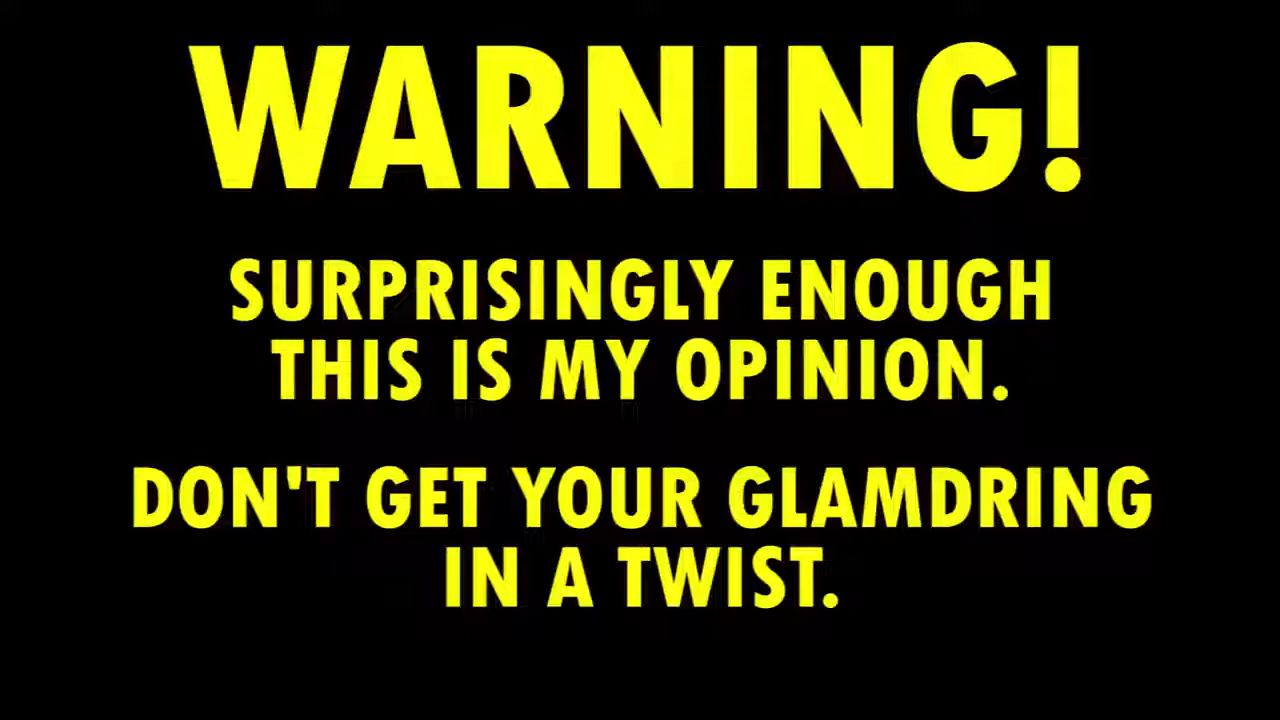 WARNING!
SURPRISINGLY ENOUGH
THIS IS MY OPINION.
DON'T GET YOUR GLAMDRING
IN A TWIST.